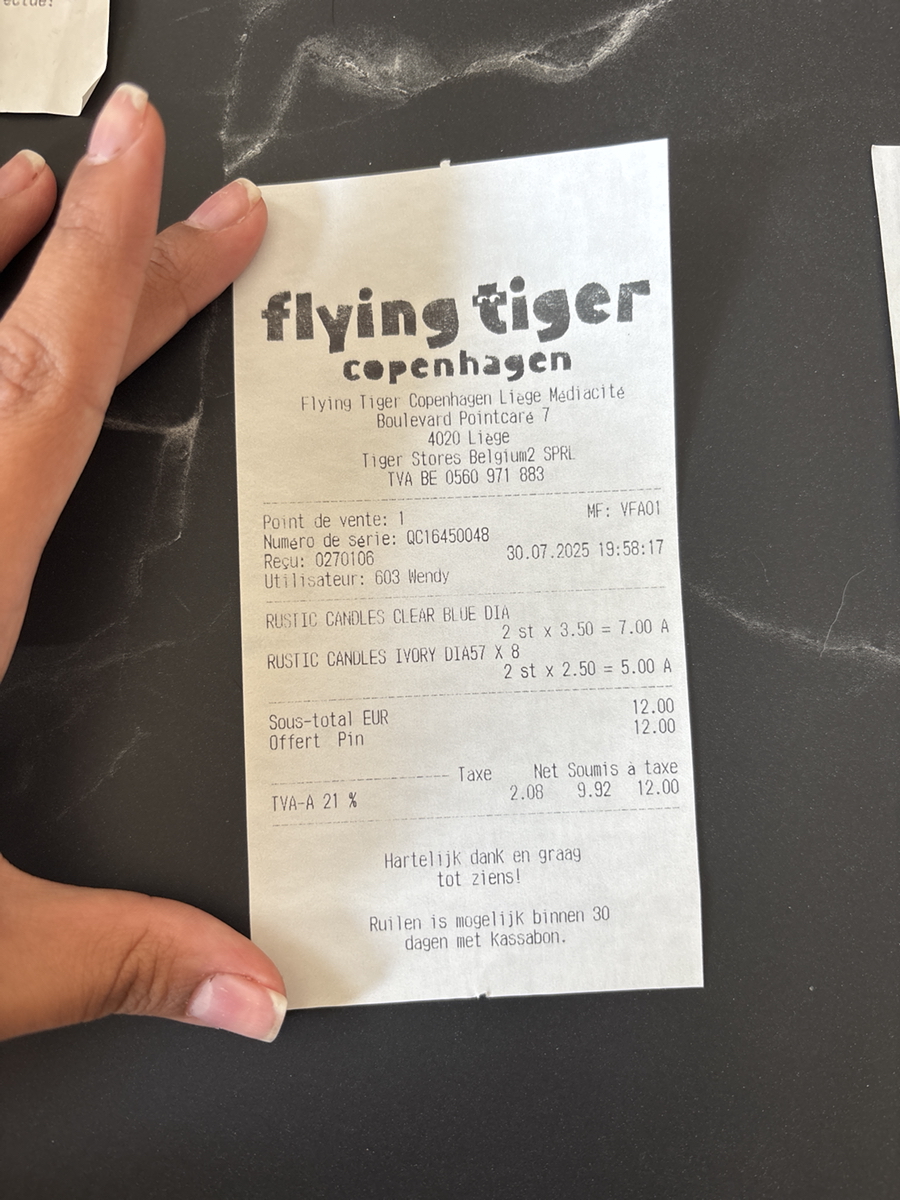 flying tiger
copenhagen
Flying Tiger Copenhagen Liège Médiacité
Boulevard Pointcaré 7
4020 Liège
Tiger Stores Belgium2 SPRL
TVA BE 0560 971 883
Point de vente: 1 MF: VFA01
Numéro de série: QC16450048
Reçu: 0270106 30.07.2025 19:58:17
Utilisateur: 603 Wendy
RUSTIC CANDLES CLEAR BLUE DIA
2 st x 3.50 = 7.00 A
RUSTIC CANDLES IVORY DIA57 X 8
2 st x 2.50 = 5.00 A
Sous-total EUR 12.00
Offert Pin 12.00
Taxe Net Soumis à taxe
TVA-A 21 % 2.08 9.92 12.00
Hartelijk dank en graag
tot ziens!
Ruilen is mogelijk binnen 30
dagen met kassabon.